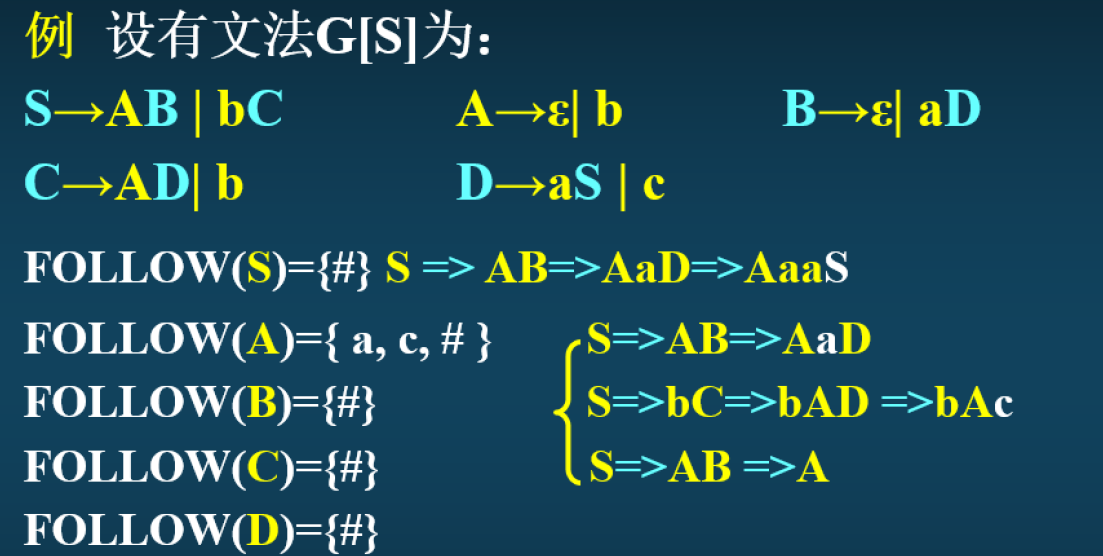 例 设有文法G[S]为：
S→AB | bC A→ε| b B→ε| aD
C→AD| b D→aS | c
FOLLOW(S)={#} S => AB=>AaD=>AaaS
FOLLOW(A)={ a, c, # } S=>AB=>AaD
FOLLOW(B)={#} S=>bC=>bAD =>bAc
FOLLOW(C)={#} S=>AB =>A
FOLLOW(D)={#}